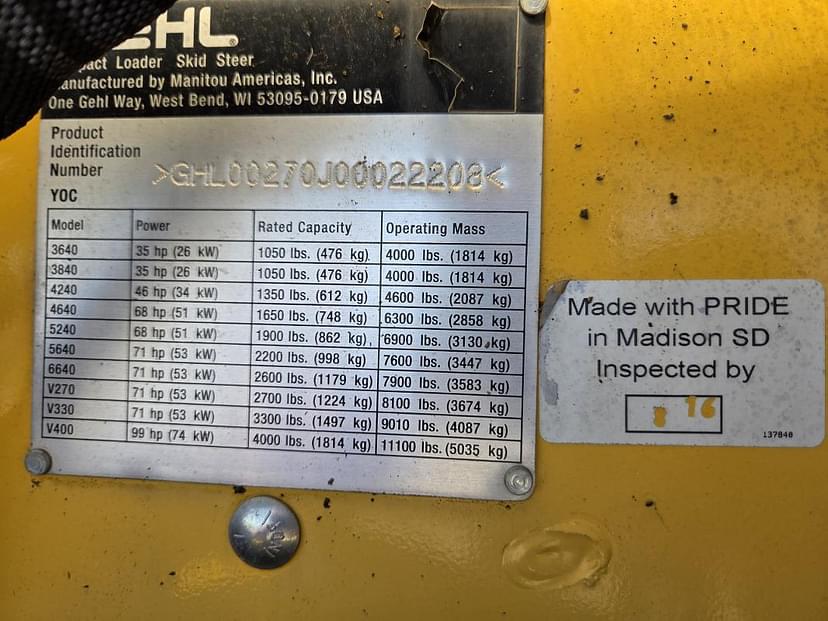 EHL®
pact Loader Skid Steer
anufactured by Manitou Americas, Inc.
One Gehl Way, West Bend, WI 53095-0179 USA
Product
Identification
Number >GHL00270J00022208<
YOC
Model Power Rated Capacity Operating Mass
3640 35 hp (26 kW) 1050 lbs. (476 kg) 4000 lbs. (1814 kg)
3840 35 hp (26 kW) 1050 lbs. (476 kg) 4000 lbs. (1814 kg)
4240 46 hp (34 kW) 1350 lbs. (612 kg) 4600 lbs. (2087 kg)
4640 68 hp (51 kW) 1650 lbs. (748 kg) 6300 lbs. (2858 kg)
5240 68 hp (51 kW) 1900 lbs. (862 kg) 6900 lbs. (3130 kg)
5640 71 hp (53 kW) 2200 lbs. (998 kg) 7600 lbs. (3447 kg)
6640 71 hp (53 kW) 2600 lbs. (1179 kg) 7900 lbs. (3583 kg)
V270 71 hp (53 kW) 2700 lbs. (1224 kg) 8100 lbs. (3674 kg)
V330 71 hp (53 kW) 3300 lbs. (1497 kg) 9010 lbs. (4087 kg)
V400 99 hp (74 kW) 4000 lbs. (1814 kg) 11100 lbs. (5035 kg)
Made with PRIDE
in Madison SD
Inspected by
8 16
137840